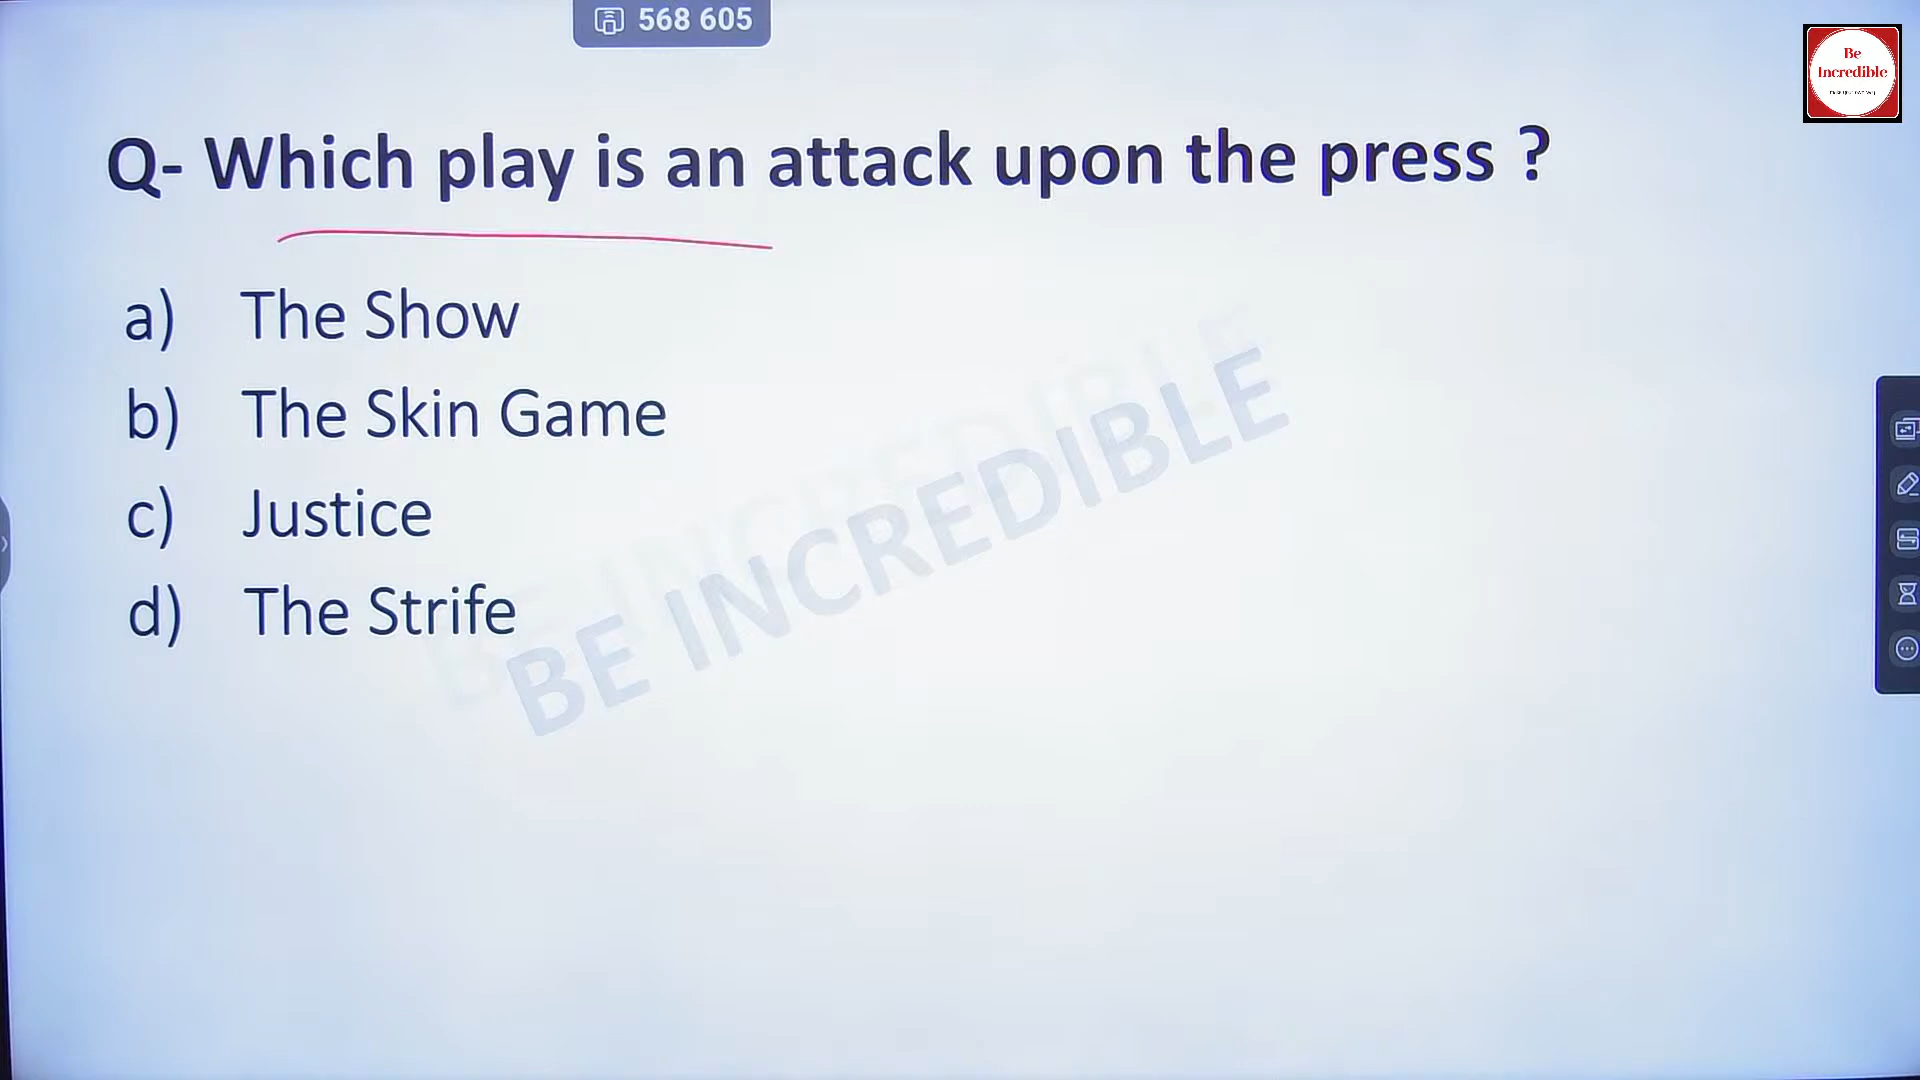 568 605
Be
Incredible
Q- Which play is an attack upon the press ?
a) The Show
b) The Skin Game
c) Justice
d) The Strife
BE INCREDIBLE